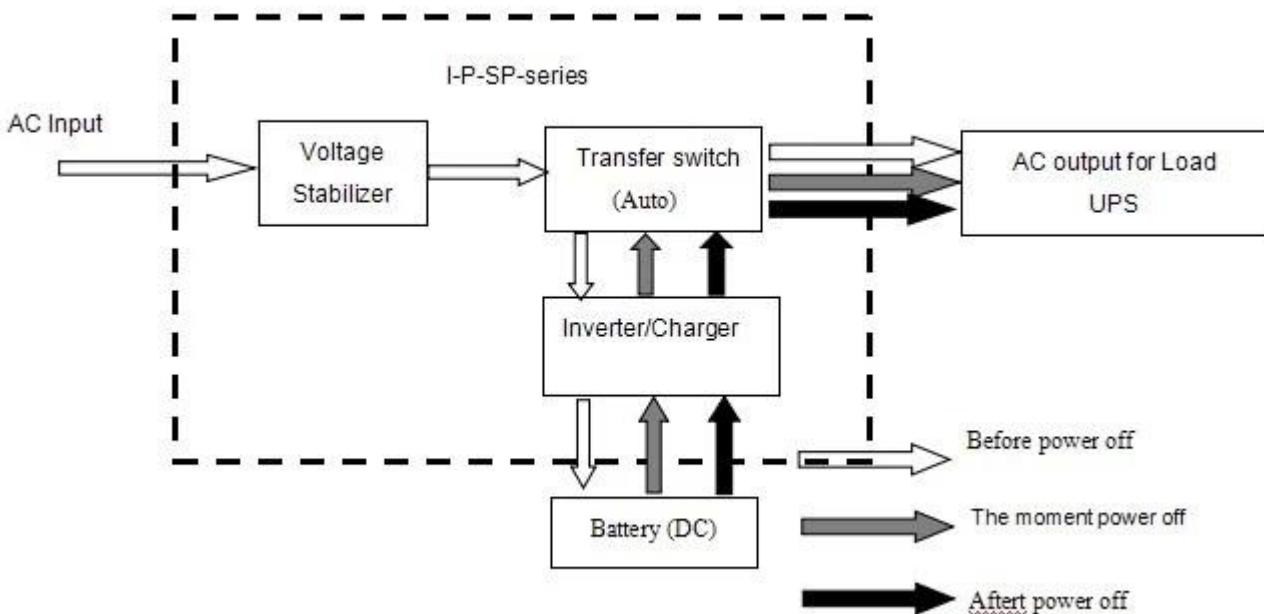 I-P-SP-series
AC Input
Voltage
Stabilizer
Transfer switch
(Auto)
AC output for Load
UPS
Inverter/Charger
Battery (DC)
Before power off
The moment power off
Aftert power off